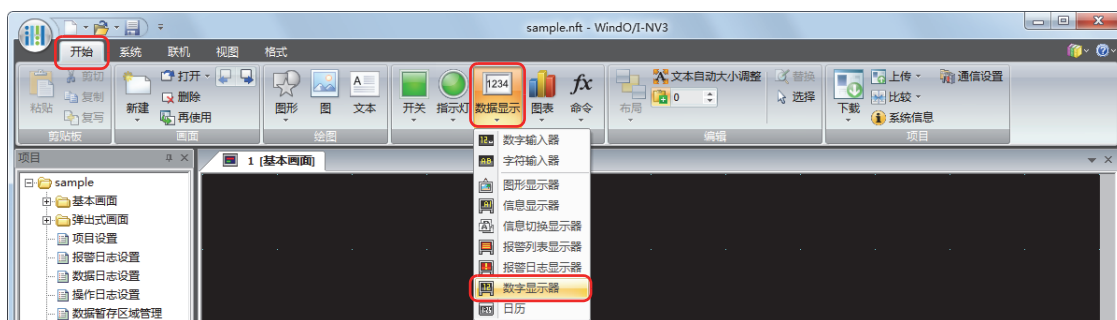 sample.nft - WindO/I-NV3
开始 系统 联机 视图 格式
粘贴 剪切 复制 复写
新建 打开 删除 再使用
图形 图 文本
开关 指示灯 1234 数据显示 图表 fx 命令
布局 文本自动大小调整 0 替换 选择
下载 上传 比较 系统信息 通信设置
剪贴板 画面 绘图 编辑 项目
数字输入器
字符输入器
图形显示器
信息显示器
信息切换显示器
报警列表显示器
报警日志显示器
数字显示器
日历
项目
1 [基本画面]
sample
基本画面
弹出式画面
项目设置
报警日志设置
数据日志设置
操作日志设置
数据暂存区域管理